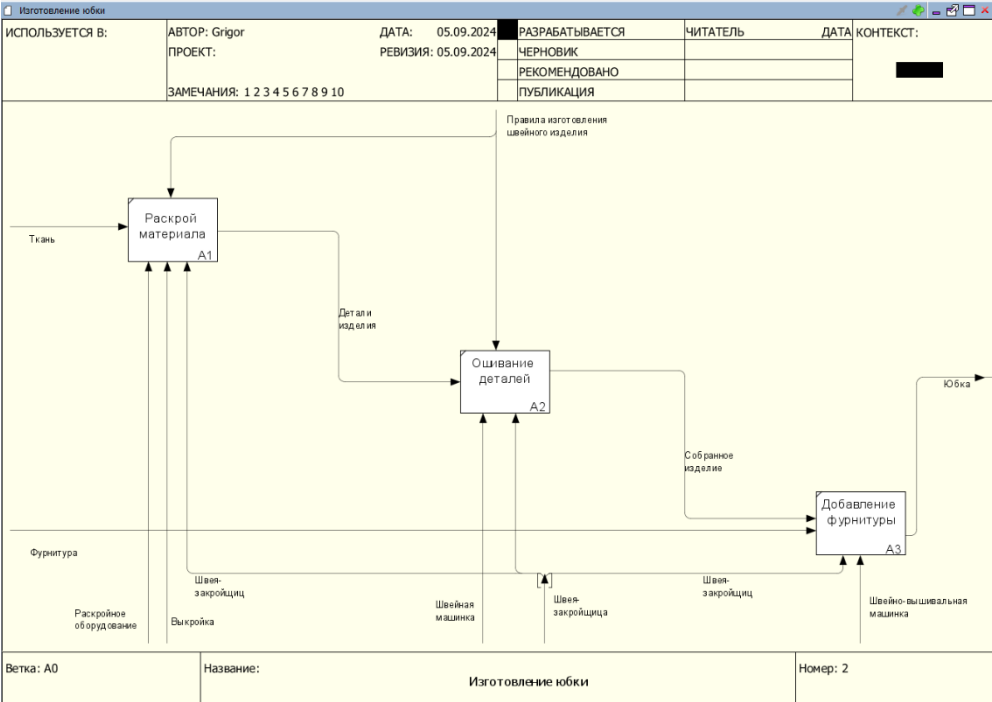 Изготовление юбки
ИСПОЛЬЗУЕТСЯ В:
АВТОР: Grigor
ДАТА: 05.09.2024
РАЗРАБАТЫВАЕТСЯ
ЧИТАТЕЛЬ
ДАТА
КОНТЕКСТ:
ПРОЕКТ:
РЕВИЗИЯ: 05.09.2024
ЧЕРНОВИК
РЕКОМЕНДОВАНО
ЗАМЕЧАНИЯ: 1 2 3 4 5 6 7 8 9 10
ПУБЛИКАЦИЯ
Правила изготовления
швейного изделия
Ткань
Раскрой
материала
A1
Детали
изделия
Ошивание
деталей
A2
Юбка
Собранное
изделие
Добавление
фурнитуры
A3
Фурнитура
Швея-
закройщиц
Швея-
закройщица
Швея-
закройщиц
Раскройное
оборудование
Выкройка
Швейная
машинка
Швейно-вышивальная
машинка
Ветка: A0
Название:
Изготовление юбки
Номер: 2